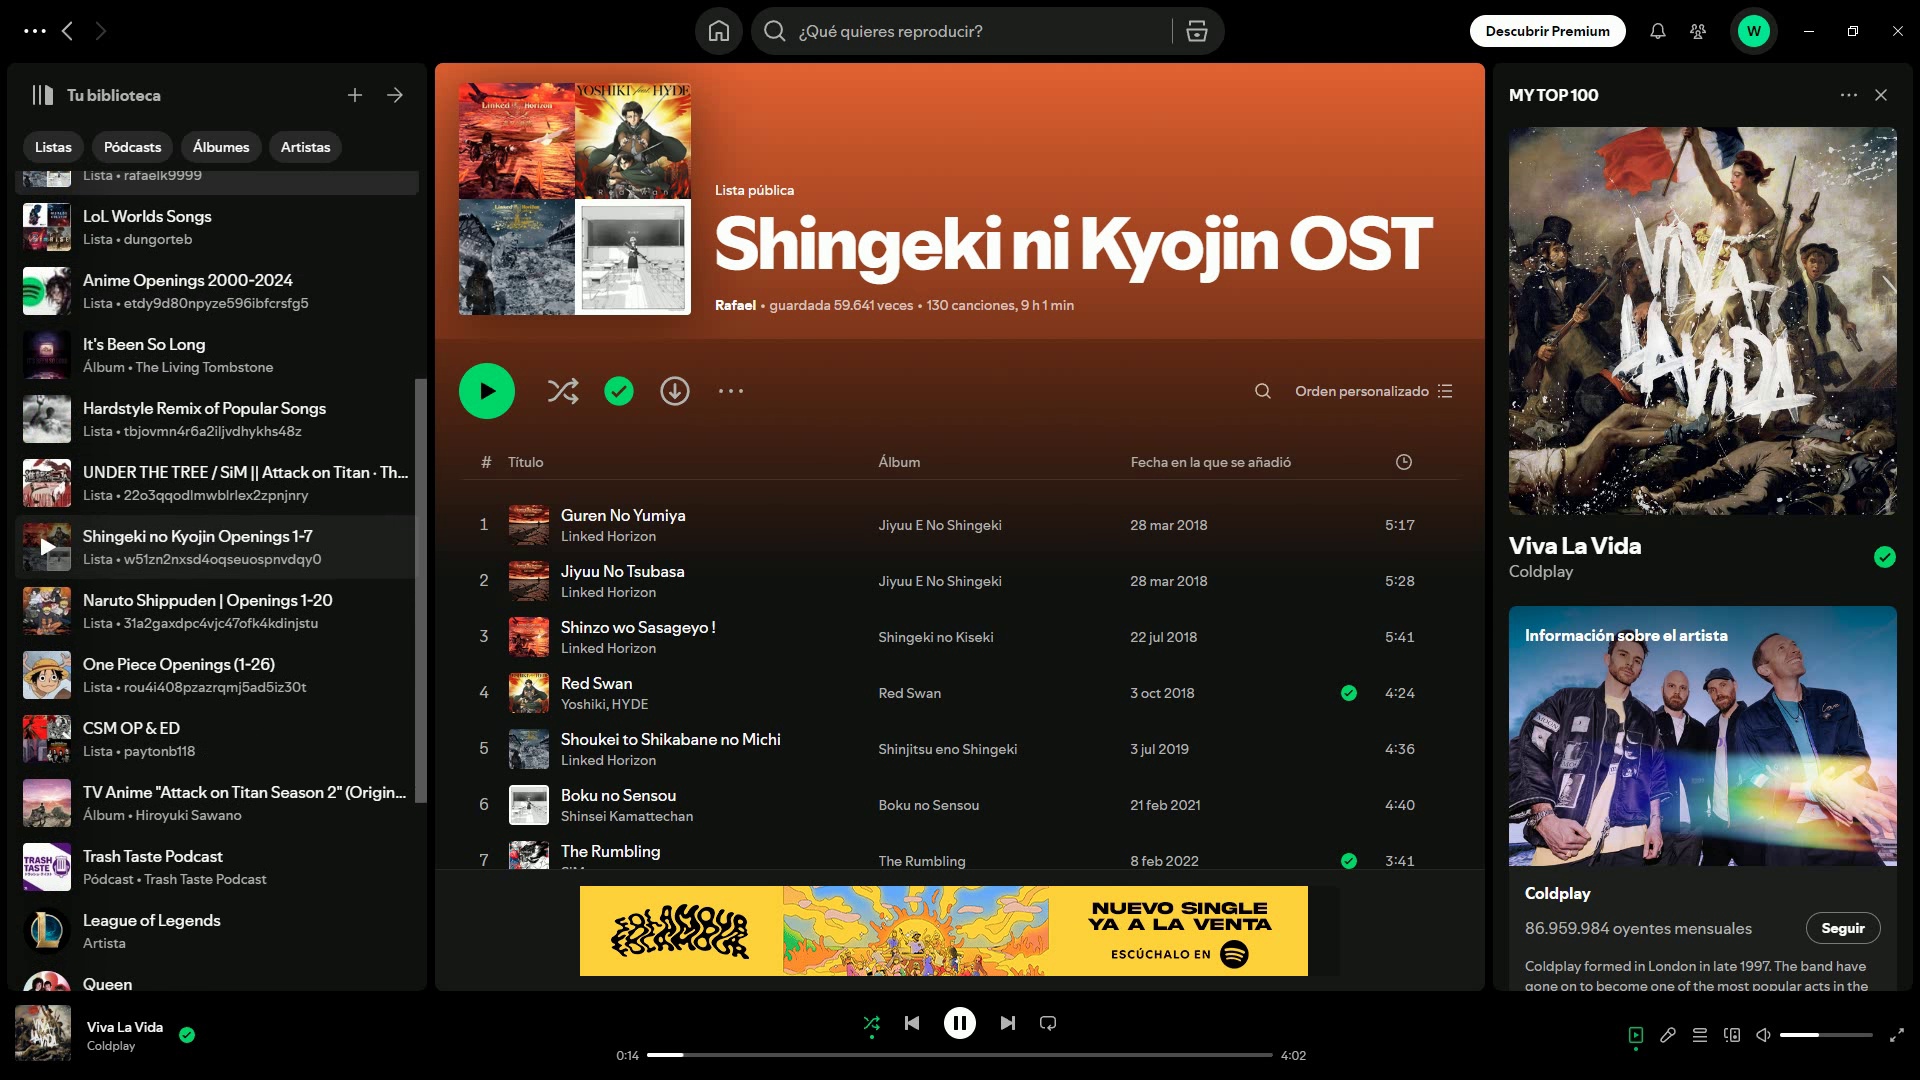 ¿Qué quieres reproducir?
Descubrir Premium
W
Tu biblioteca
Listas
Pódcasts
Álbumes
Artistas
Lista • rafaelk9999
LoL Worlds Songs
Lista • dungorteb
Anime Openings 2000-2024
Lista • etdy9d80npyze596ibfcrsfg5
It's Been So Long
Álbum • The Living Tombstone
Hardstyle Remix of Popular Songs
Lista • tbjovmn4r6a2iljvdhykhs48z
UNDER THE TREE / SiM || Attack on Titan · Th...
Lista • 22o3qqodlmwblrlex2zpnjnry
Shingeki no Kyojin Openings 1-7
Lista • w51zn2nxsd4oqseuospnvdqy0
Naruto Shippuden | Openings 1-20
Lista • 31a2gaxdpc4vjc47ofk4kdinjstu
One Piece Openings (1-26)
Lista • rou4i408pzazrqmj5ad5iz30t
CSM OP & ED
Lista • paytonb118
TV Anime "Attack on Titan Season 2" (Origin...
Álbum • Hiroyuki Sawano
TRASH
TASTE
Trash Taste Podcast
Pódcast • Trash Taste Podcast
League of Legends
Artista
Queen
Linked Horizon
YOSHIKI feat. HYDE
Red Swan
Linked Horizon
Lista pública
Shingeki ni Kyojin OST
Rafael • guardada 59.641 veces • 130 canciones, 9 h 1 min
Orden personalizado
# Título Álbum Fecha en la que se añadió
1 Guren No Yumiya Jiyuu E No Shingeki 28 mar 2018 5:17
Linked Horizon
2 Jiyuu No Tsubasa Jiyuu E No Shingeki 28 mar 2018 5:28
Linked Horizon
3 Shinzo wo Sasageyo ! Shingeki no Kiseki 22 jul 2018 5:41
Linked Horizon
4 Red Swan Red Swan 3 oct 2018 4:24
Yoshiki, HYDE
5 Shoukei to Shikabane no Michi Shinjitsu eno Shingeki 3 jul 2019 4:36
Linked Horizon
6 Boku no Sensou Boku no Sensou 21 feb 2021 4:40
Shinsei Kamattechan
7 The Rumbling The Rumbling 8 feb 2022 3:41
FOLAMOUR
NUEVO SINGLE
YA A LA VENTA
ESCÚCHALO EN
MY TOP 100
VIVA
LA VIDA
Viva La Vida
Coldplay
Información sobre el artista
Coldplay
86.959.984 oyentes mensuales
Seguir
Coldplay formed in London in late 1997. The band have
gone on to become one of the most popular acts in the
Viva La Vida
Coldplay
0:14
4:02